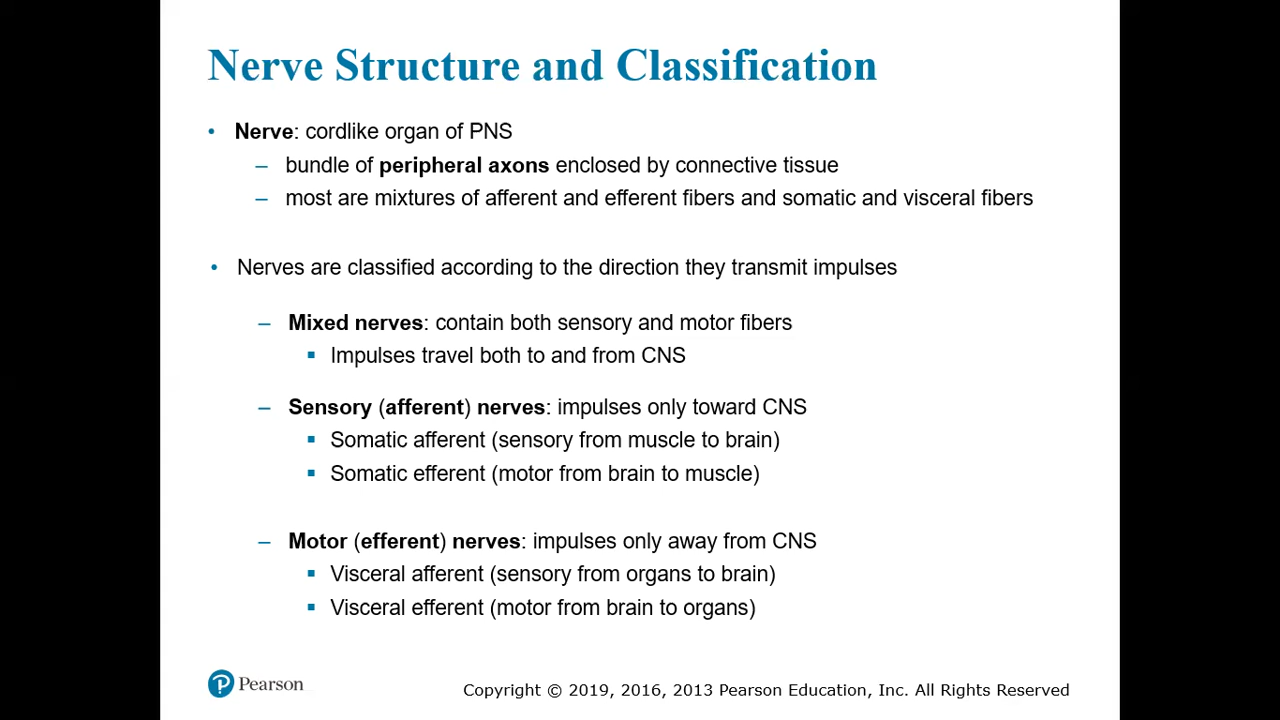 Nerve Structure and Classification
• Nerve: cordlike organ of PNS
– bundle of peripheral axons enclosed by connective tissue
– most are mixtures of afferent and efferent fibers and somatic and visceral fibers
• Nerves are classified according to the direction they transmit impulses
– Mixed nerves: contain both sensory and motor fibers
▪ Impulses travel both to and from CNS
– Sensory (afferent) nerves: impulses only toward CNS
▪ Somatic afferent (sensory from muscle to brain)
▪ Somatic efferent (motor from brain to muscle)
– Motor (efferent) nerves: impulses only away from CNS
▪ Visceral afferent (sensory from organs to brain)
▪ Visceral efferent (motor from brain to organs)
Pearson
Copyright © 2019, 2016, 2013 Pearson Education, Inc. All Rights Reserved